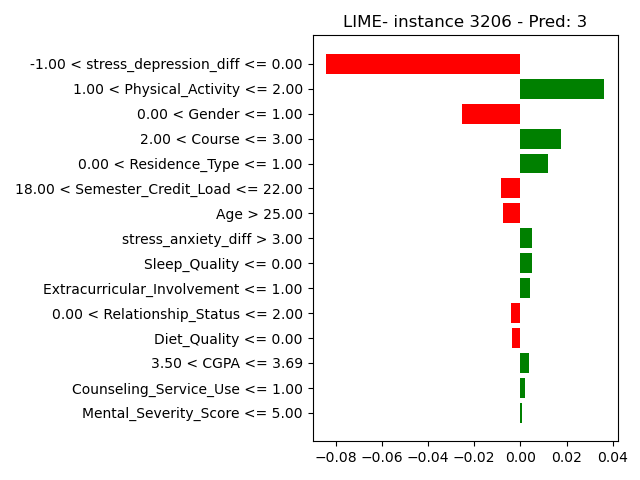 LIME- instance 3206 - Pred: 3
-1.00 < stress_depression_diff <= 0.00
1.00 < Physical_Activity <= 2.00
0.00 < Gender <= 1.00
2.00 < Course <= 3.00
0.00 < Residence_Type <= 1.00
18.00 < Semester_Credit_Load <= 22.00
Age > 25.00
stress_anxiety_diff > 3.00
Sleep_Quality <= 0.00
Extracurricular_Involvement <= 1.00
0.00 < Relationship_Status <= 2.00
Diet_Quality <= 0.00
3.50 < CGPA <= 3.69
Counseling_Service_Use <= 1.00
Mental_Severity_Score <= 5.00
−0.08 −0.06 −0.04 −0.02 0.00 0.02 0.04